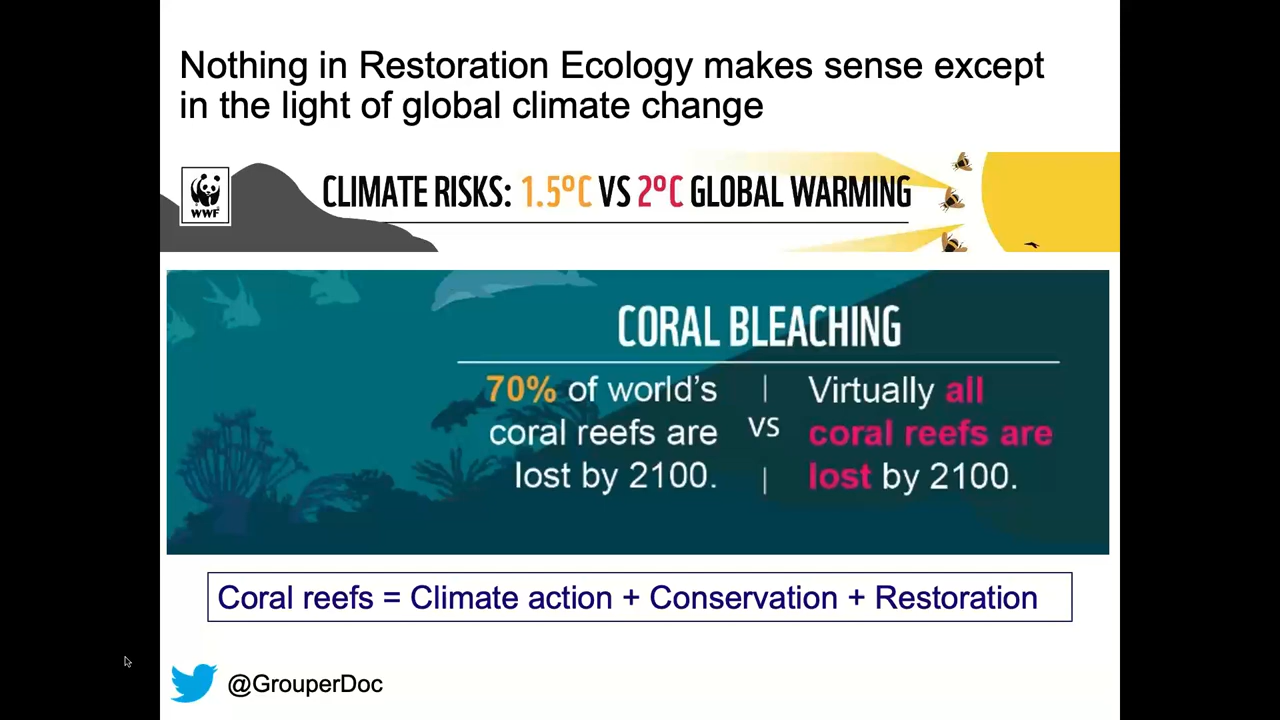 Nothing in Restoration Ecology makes sense except
in the light of global climate change
WWF
CLIMATE RISKS: 1.5ºC VS 2ºC GLOBAL WARMING
CORAL BLEACHING
70% of world's
coral reefs are
lost by 2100.
VS
Virtually all
coral reefs are
lost by 2100.
Coral reefs = Climate action + Conservation + Restoration
@GrouperDoc